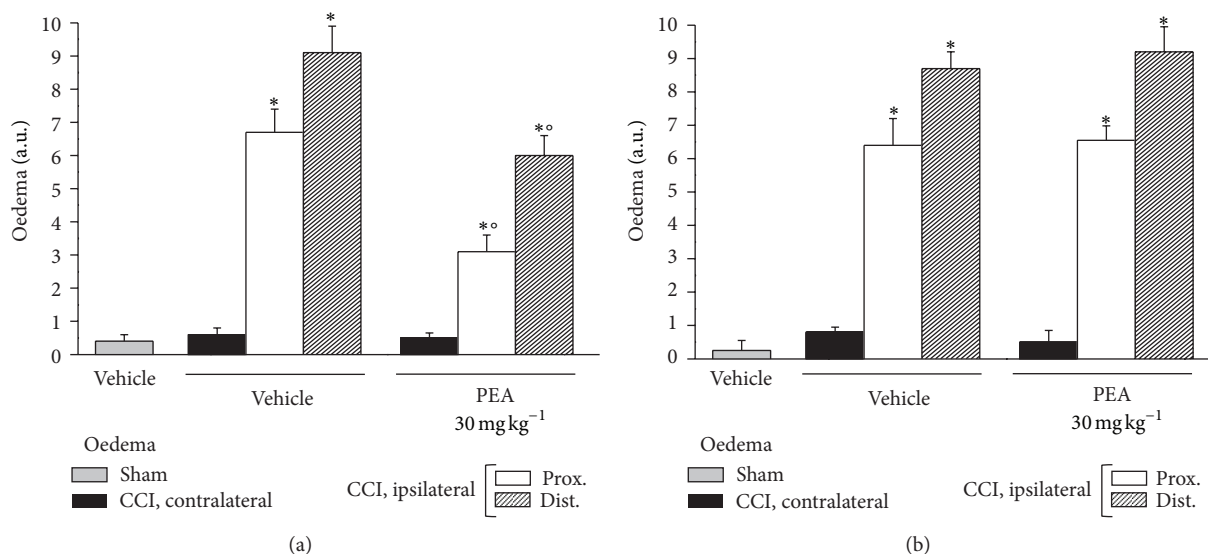 10
9
8
7
6
5
4
3
2
1
0
Oedema (a.u.)
*
*
*°
*°
Vehicle
Vehicle
PEA
30 mg kg⁻¹
Oedema
Sham
CCI, contralateral
CCI, ipsilateral
Prox.
Dist.
(a)
10
9
8
7
6
5
4
3
2
1
0
Oedema (a.u.)
*
*
*
*
Vehicle
Vehicle
PEA
30 mg kg⁻¹
Oedema
Sham
CCI, contralateral
CCI, ipsilateral
Prox.
Dist.
(b)